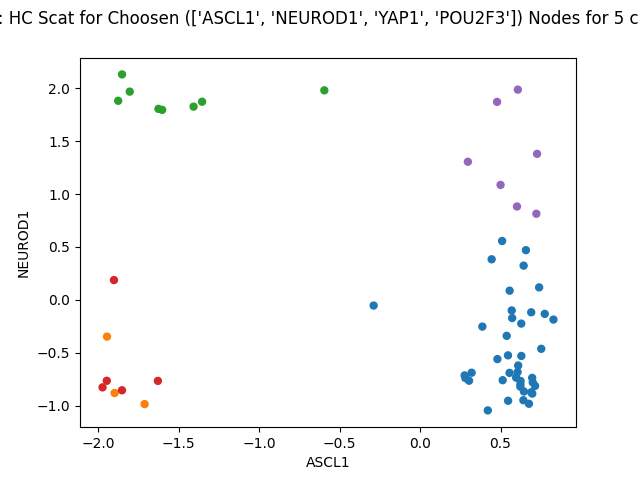 : HC Scat for Choosen (['ASCL1', 'NEUROD1', 'YAP1', 'POU2F3']) Nodes for 5 c
2.0
1.5
1.0
0.5
0.0
−0.5
−1.0
NEUROD1
−2.0 −1.5 −1.0 −0.5 0.0 0.5
ASCL1